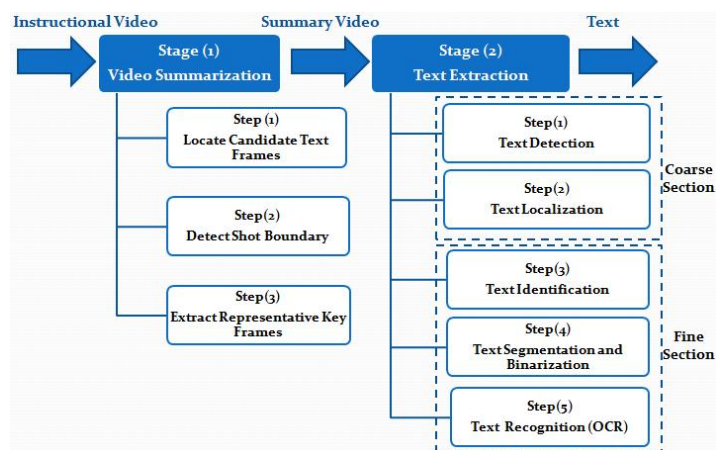 Instructional Video
Summary Video
Text
Stage (1)
Video Summarization
Stage (2)
Text Extraction
Step (1)
Locate Candidate Text
Frames
Step(2)
Detect Shot Boundary
Step(3)
Extract Representative Key
Frames
Step(1)
Text Detection
Step(2)
Text Localization
Coarse
Section
Step(3)
Text Identification
Step(4)
Text Segmentation and
Binarization
Step(5)
Text Recognition (OCR)
Fine
Section